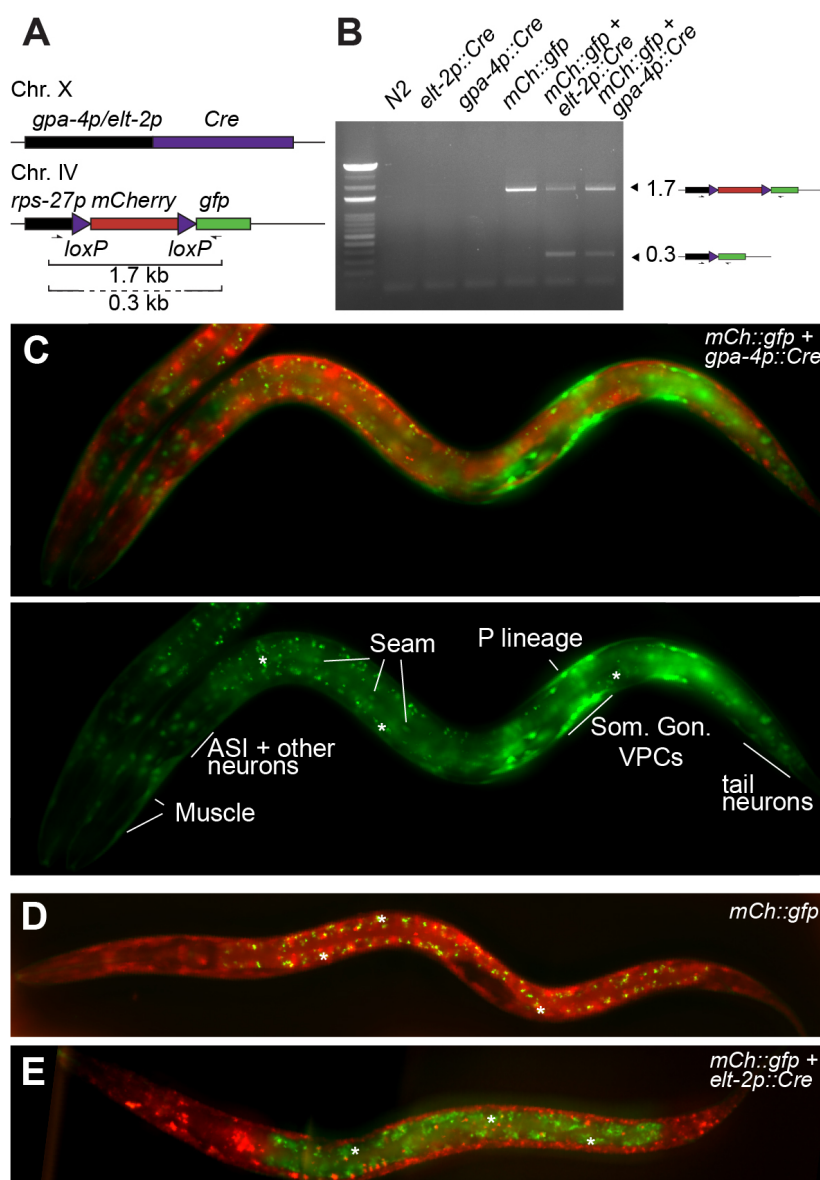 A
Chr. X
gpa-4p/elt-2p Cre
Chr. IV
rps-27p mCherry gfp
loxP loxP
1.7 kb
0.3 kb
B
N2
elt-2p::Cre
gpa-4p::Cre
mCh::gfp
mCh::gfp +
elt-2p::Cre
mCh::gfp +
gpa-4p::Cre
1.7
0.3
C
mCh::gfp +
gpa-4p::Cre
Seam
P lineage
ASI + other
neurons
Som. Gon.
VPCs
Muscle
tail
neurons
*
*
*
D
mCh::gfp
*
*
*
E
mCh::gfp +
elt-2p::Cre
*
*
*